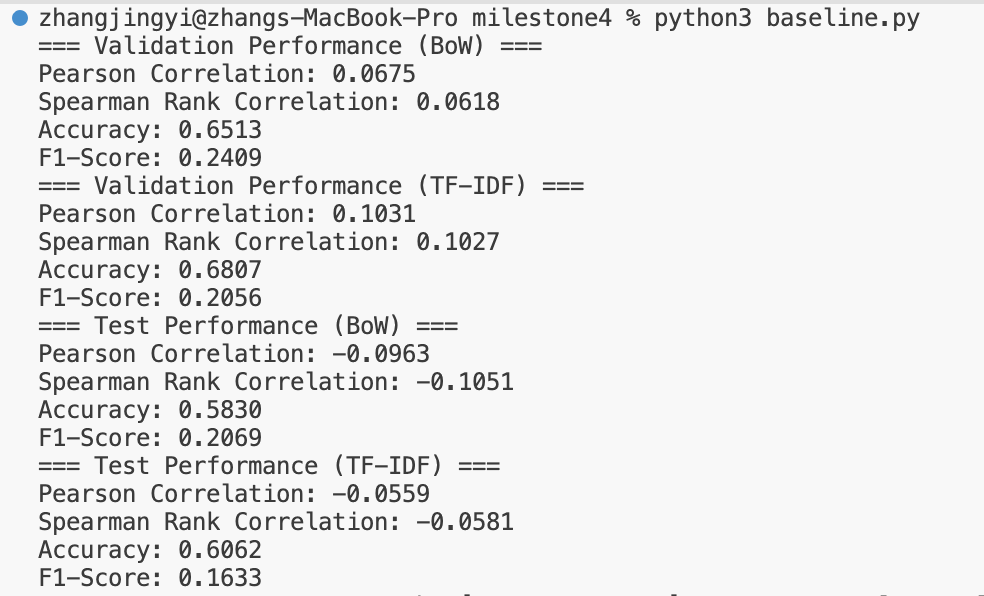 zhangjingyi@zhangs-MacBook-Pro milestone4 % python3 baseline.py
=== Validation Performance (BoW) ===
Pearson Correlation: 0.0675
Spearman Rank Correlation: 0.0618
Accuracy: 0.6513
F1-Score: 0.2409
=== Validation Performance (TF-IDF) ===
Pearson Correlation: 0.1031
Spearman Rank Correlation: 0.1027
Accuracy: 0.6807
F1-Score: 0.2056
=== Test Performance (BoW) ===
Pearson Correlation: -0.0963
Spearman Rank Correlation: -0.1051
Accuracy: 0.5830
F1-Score: 0.2069
=== Test Performance (TF-IDF) ===
Pearson Correlation: -0.0559
Spearman Rank Correlation: -0.0581
Accuracy: 0.6062
F1-Score: 0.1633